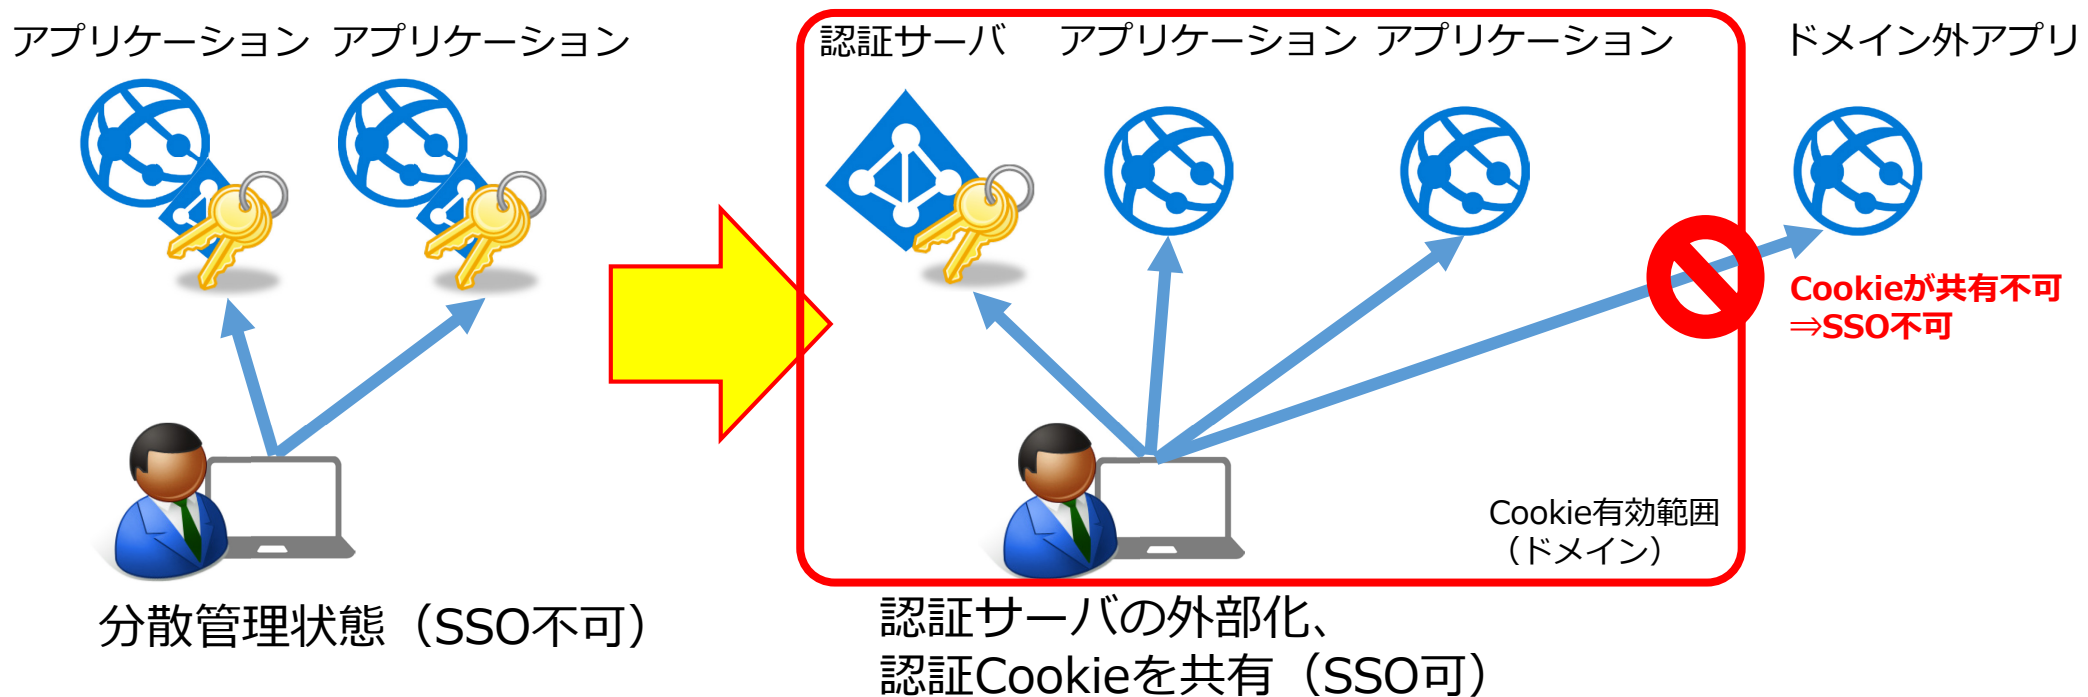 アプリケーション アプリケーション
認証サーバ アプリケーション アプリケーション
ドメイン外アプリ
Cookieが共有不可
⇒SSO不可
Cookie有効範囲
（ドメイン）
分散管理状態（SSO不可）
認証サーバの外部化、
認証Cookieを共有（SSO可）